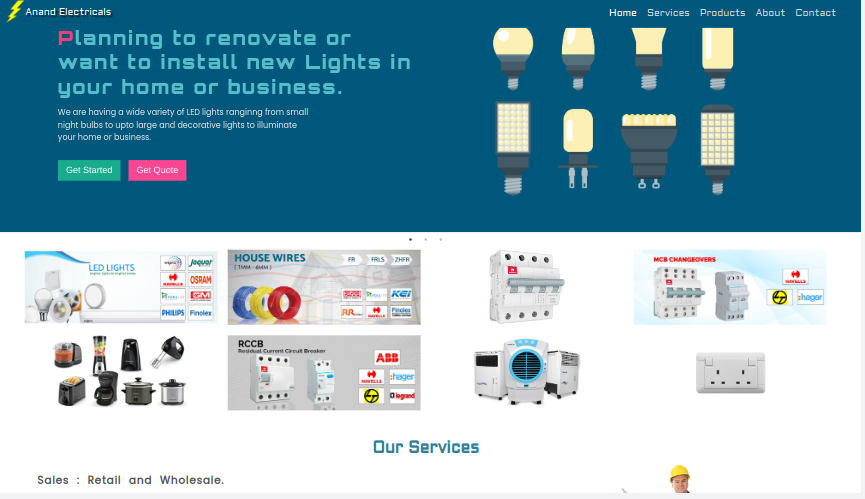 Anand Electricals
Home Services Products About Contact
Planning to renovate or
want to install new Lights in
your home or business.
We are having a wide variety of LED lights ranginng from small
night bulbs to upto large and decorative lights to illuminate
your home or business.
Get Started Get Quote
LED LIGHTS
Jaquar
HAVELLS
OSRAM
GM
PHILIPS
Finolex
HOUSE WIRES
( 1MM - 6MM )
FR
FRLS
ZHFR
KEI
HAVELLS
Finolex
MCB CHANGEOVERS
HAVELLS
:hager
RCCB
Residual Current Circuit Breaker
ABB
HAVELLS
:hager
legrand
Our Services
Sales : Retail and Wholesale.